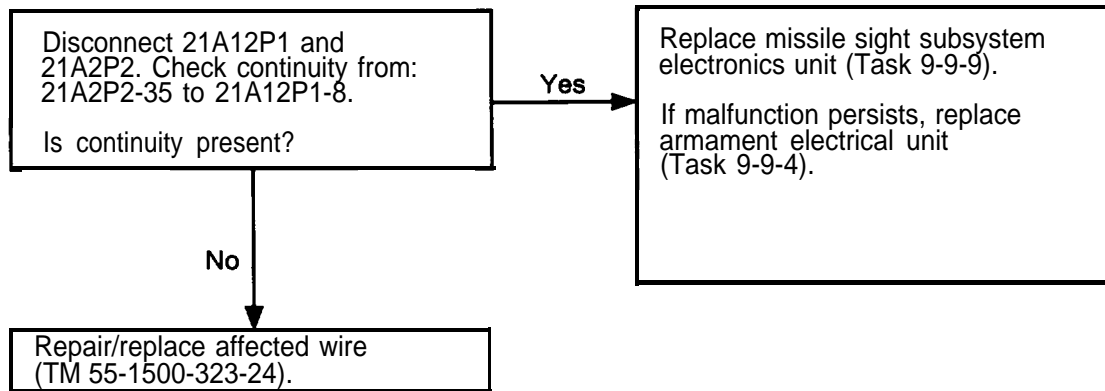 Disconnect 21A12P1 and
21A2P2. Check continuity from:
21A2P2-35 to 21A12P1-8.
Is continuity present?
Yes
Replace missile sight subsystem
electronics unit (Task 9-9-9).
If malfunction persists, replace
armament electrical unit
(Task 9-9-4).
No
Repair/replace affected wire
(TM 55-1500-323-24).